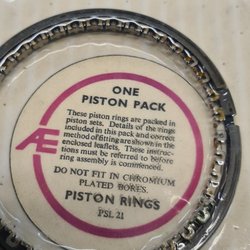 ONE
PISTON PACK
These piston rings are packed in
piston sets. Details of the rings
included in this pack and correct
method of fitting are shown in the
enclosed leaflets. These instruc-
tions must be referred to before
ring assembly is commenced.
DO NOT FIT IN CHROMIUM
PLATED BORES.
PISTON RINGS
PSL 21
AE